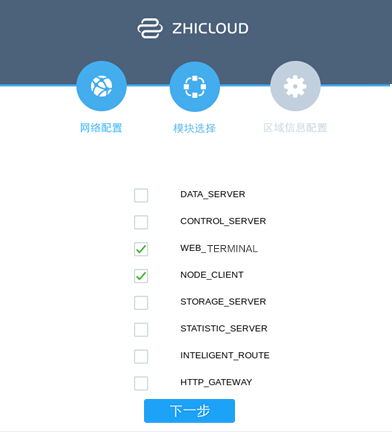 ZHICLOUD
网络配置 模块选择 区域信息配置
DATA_SERVER
CONTROL_SERVER
WEB_TERMINAL
NODE_CLIENT
STORAGE_SERVER
STATISTIC_SERVER
INTELIGENT_ROUTE
HTTP_GATEWAY
下一步